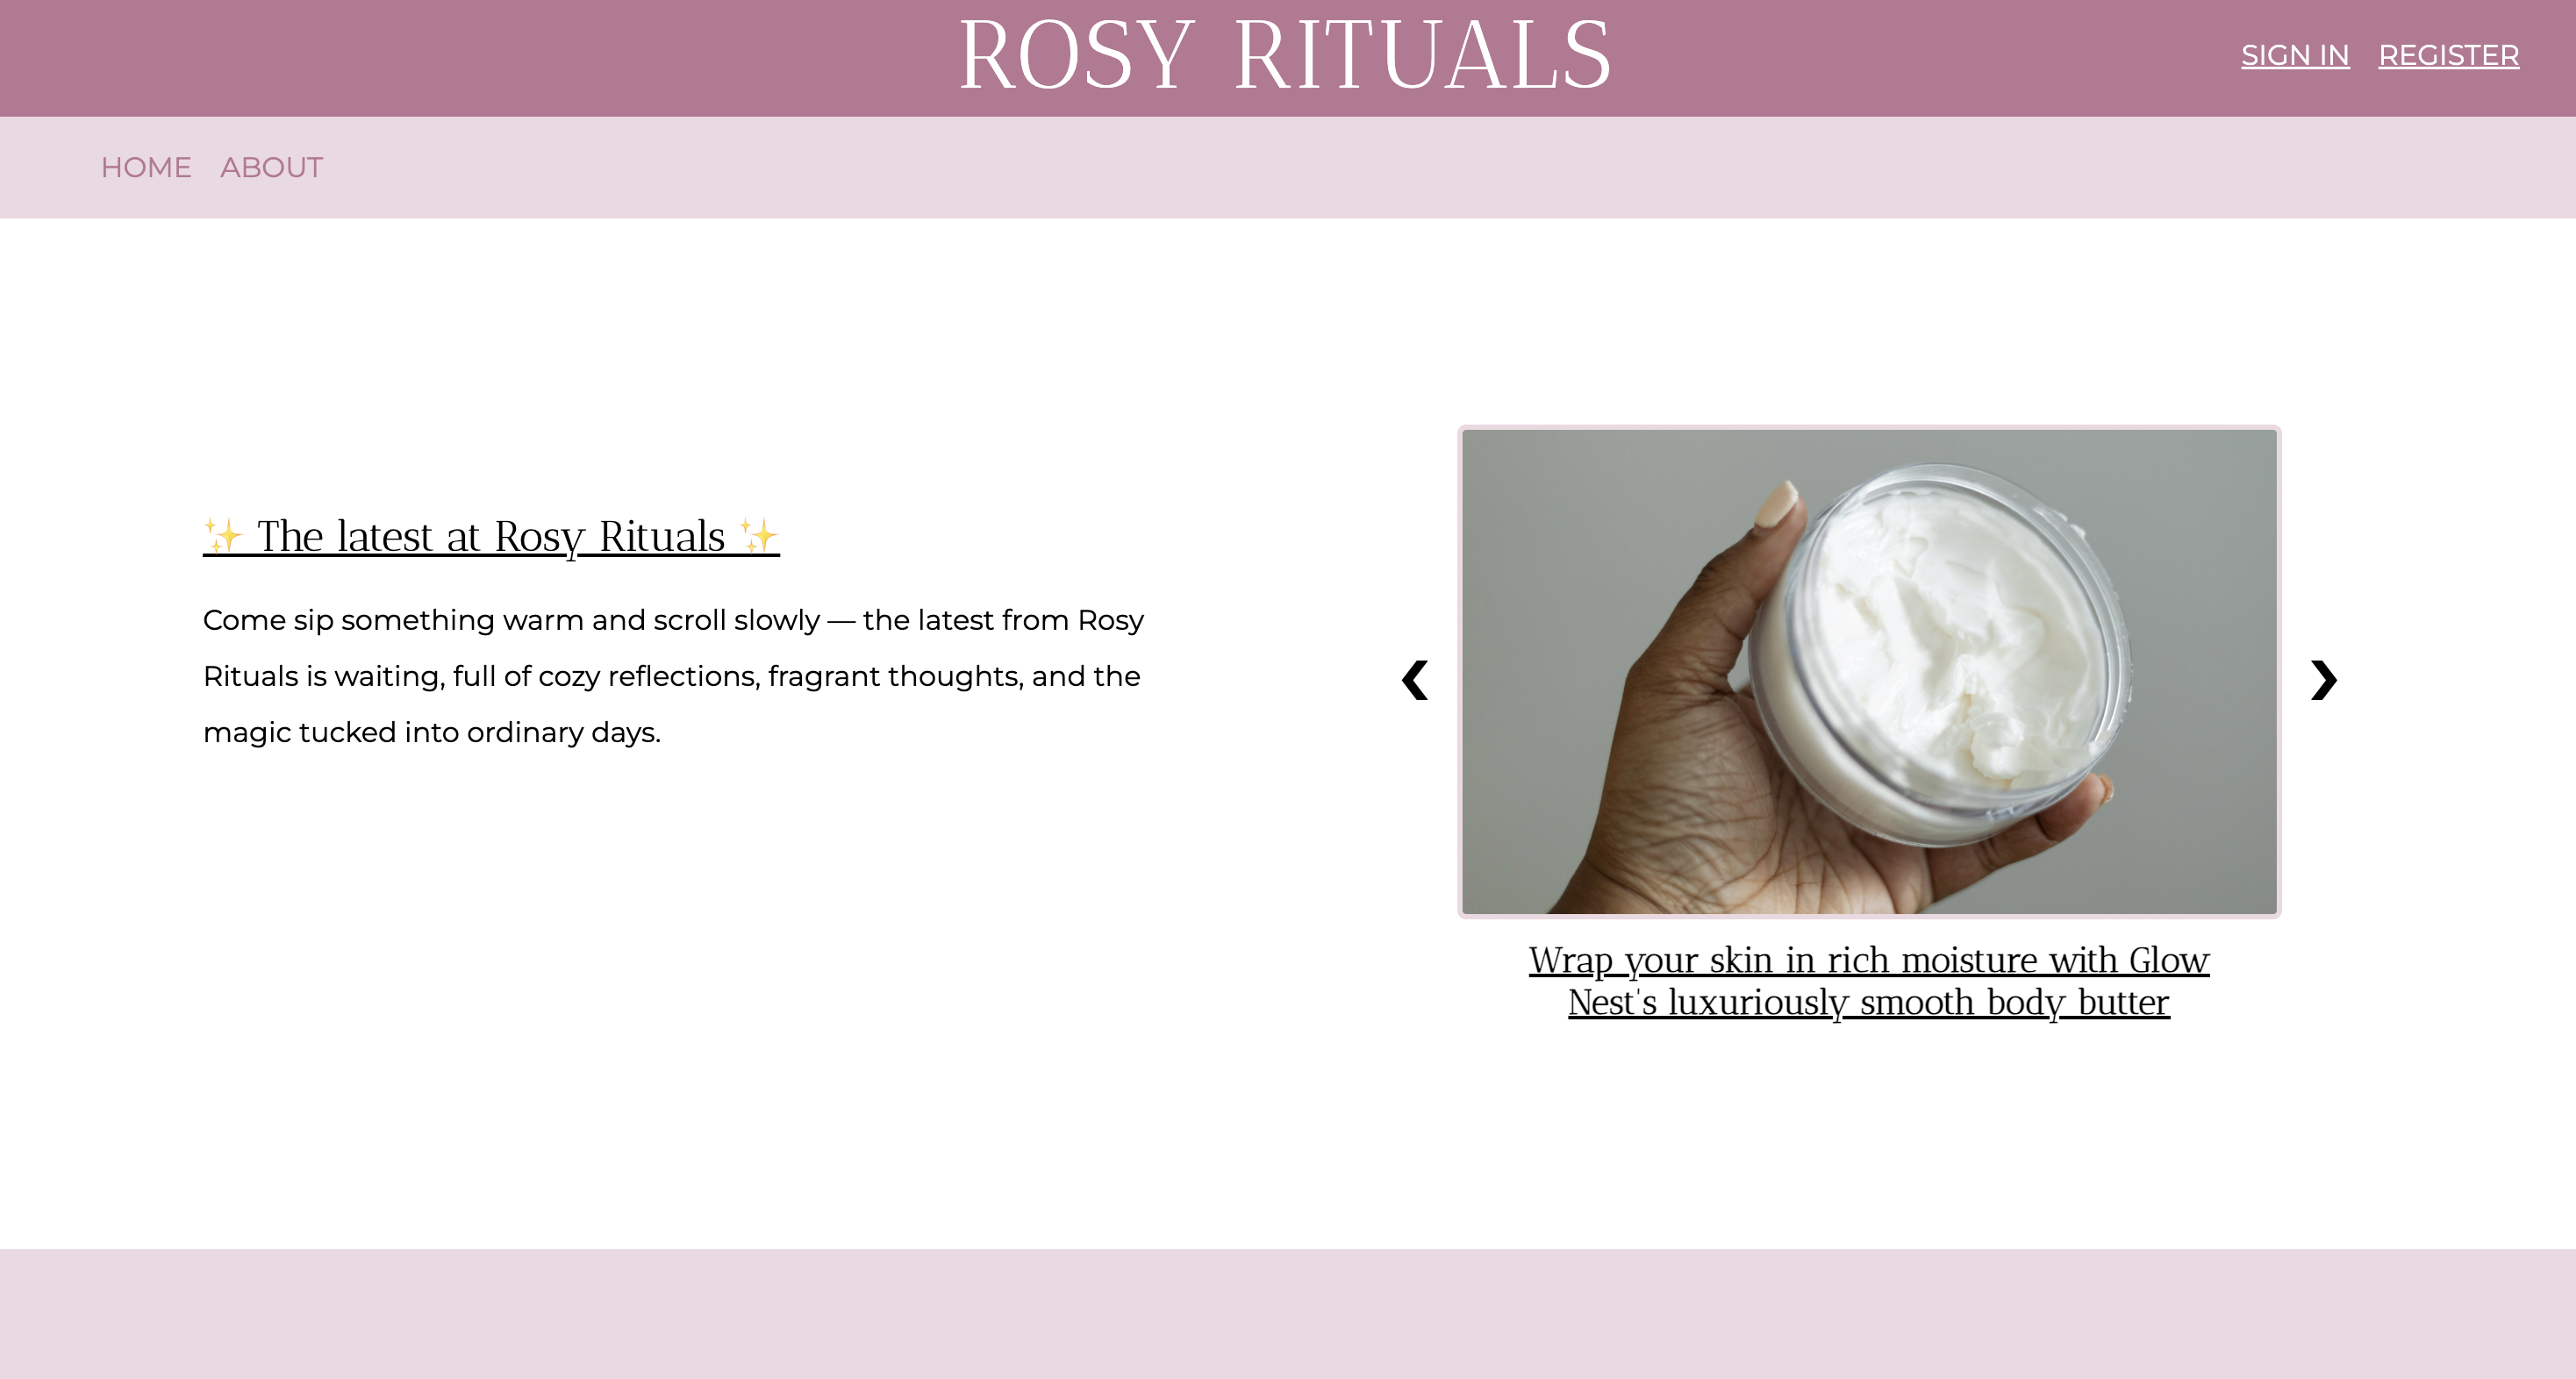 ROSY RITUALS
SIGN IN REGISTER
HOME ABOUT
✨ The latest at Rosy Rituals ✨
Come sip something warm and scroll slowly — the latest from Rosy
Rituals is waiting, full of cozy reflections, fragrant thoughts, and the
magic tucked into ordinary days.
Wrap your skin in rich moisture with Glow
Nest's luxuriously smooth body butter